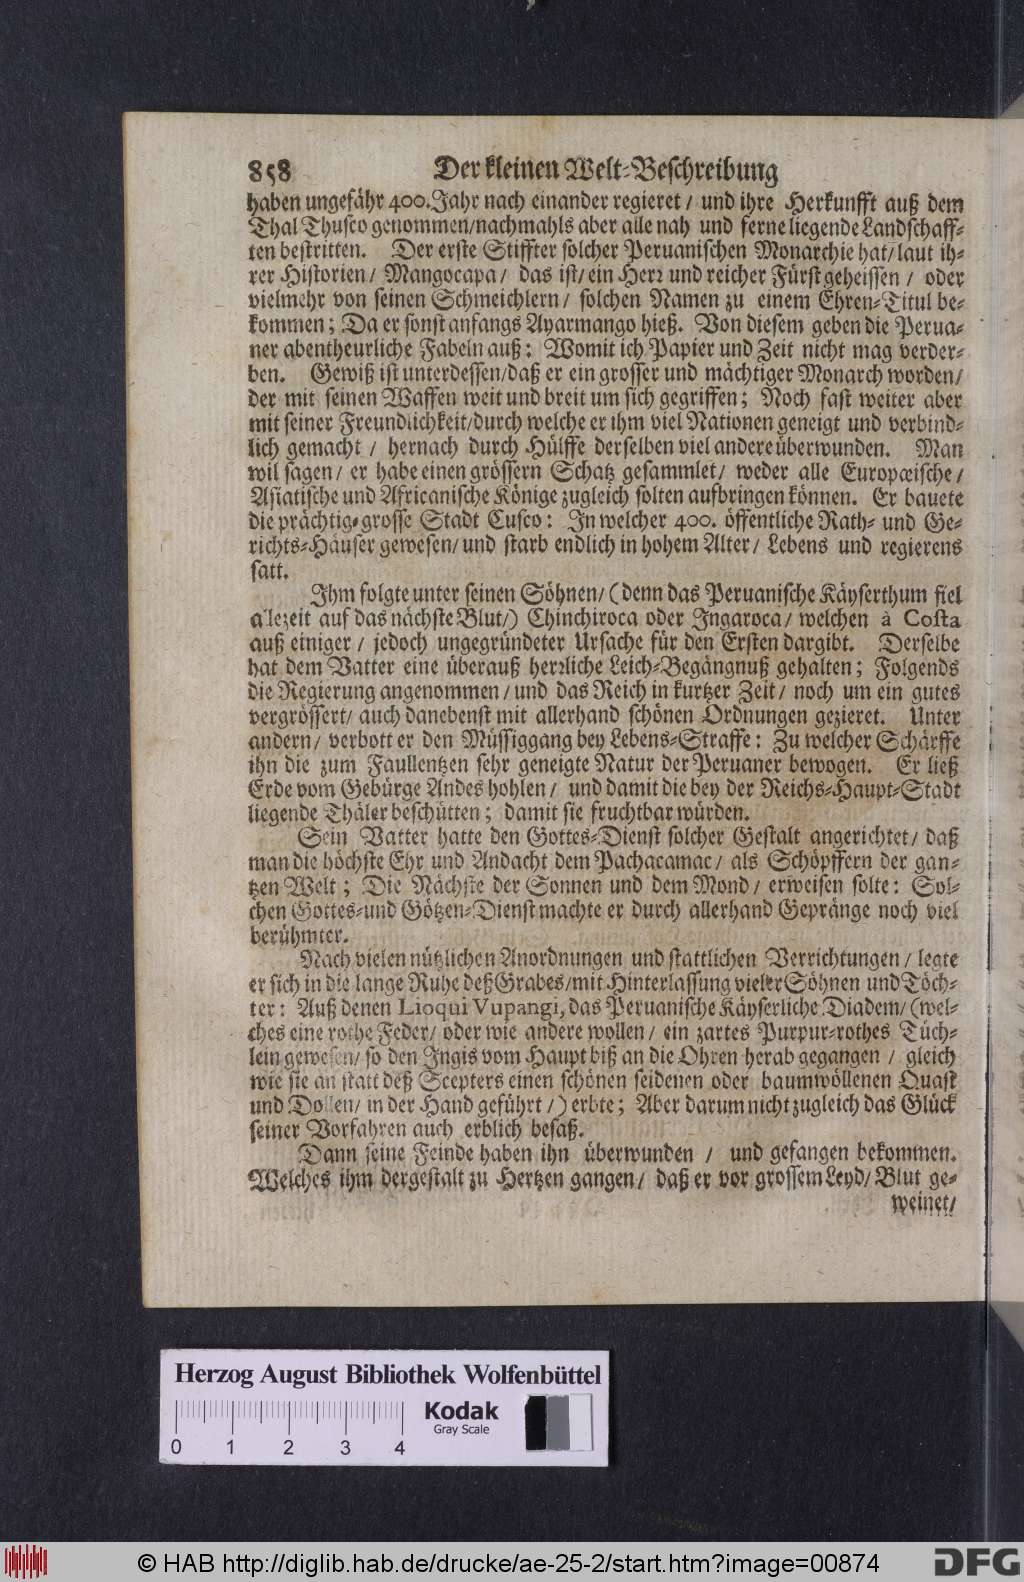 858 Der kleinen Welt-Beschreibung
haben ungefähr 400. Jahr nach einander regieret / und ihre Herkunfft auß dem
Thal Thusco genommen / nachmahls aber alle nah und ferne liegende Landschaff-
ten bestritten. Der erste Stiffter solcher Peruanischen Monarchie hat / laut ih-
rer Historien / Mangocapa / das ist / ein Herr und reicher Fürst geheissen / oder
vielmehr von seinen Schmeichlern / solchen Namen zu einem Ehren-Titul be-
kommen; Da er sonst anfangs Ayarmango hieß. Von diesem geben die Perua-
ner abentheurliche Fabeln auß: Womit ich Papier und Zeit nicht mag verder-
ben. Gewiß ist unterdessen / daß er ein grosser und mächtiger Monarch worden /
der mit seinen Waffen weit und breit um sich gegriffen; Noch fast weiter aber
mit seiner Freundlichkeit / durch welche er ihm viel Nationen geneigt und verbind-
lich gemacht / hernach durch Hülffe derselben viel andere überwunden. Man
wil sagen / er habe einen grössern Schatz gesammlet / weder alle Europæische /
Asiatische und Africanische Könige zugleich solten aufbringen können. Er bauete
die prächtig-grosse Stadt Cusco: In welcher 400. öffentliche Rath- und Ge-
richts-Häuser gewesen / und starb endlich in hohem Alter / Lebens und regierens
satt.
Ihm folgte unter seinen Söhnen / (denn das Peruanische Käyserthum fiel
allezeit auf das nächste Blut /) Chinchiroca oder Ingaroca / welchen à Costa
auß einiger / jedoch ungegründeter Ursache für den Ersten dargibt. Derselbe
hat dem Vatter eine überauß herrliche Leich-Begängnuß gehalten; Folgends
die Regierung angenommen / und das Reich in kurtzer Zeit / noch um ein gutes
vergrössert / auch danebenst mit allerhand schönen Ordnungen gezieret. Unter
andern / verbott er den Müssiggang bey Lebens-Straffe: Zu welcher Schärffe
ihn die zum Faullentzen sehr geneigte Natur der Peruaner bewogen. Er ließ
Erde vom Gebürge Andes hohlen / und damit die bey der Reichs-Haupt-Stadt
liegende Thäler beschütten; damit sie fruchtbar würden.
Sein Vatter hatte den Gottes-Dienst solcher Gestalt angerichtet / daß
man die höchste Ehr und Andacht dem Pachacamac / als Schöpffern der gan-
tzen Welt; Die Nächste der Sonnen und dem Mond / erweisen solte: Sol-
chen Gottes- und Götzen-Dienst machte er durch allerhand Gepränge noch viel
berühmter.
Nach vielen nützlichen Anordnungen und stattlichen Verrichtungen / legte
er sich in die lange Ruhe deß Grabes / mit Hinterlassung vieler Söhnen und Töch-
ter: Auß denen Lioqui Vupangi, das Peruanische Käyserliche Diadem / (wel-
ches eine rothe Feder / oder wie andere wollen / ein zartes Purpur-rothes Tüch-
lein gewesen / so den Ingis vom Haupt biß an die Ohren herab gegangen / gleich
wie sie an statt deß Scepters einen schönen seidenen oder baumwöllenen Quast
und Dollen / in der Hand geführt /) erbte; Aber darum nicht zugleich das Glück
seiner Vorfahren auch erblich besaß.
Dann seine Feinde haben ihn überwunden / und gefangen bekommen.
Welches ihm dergestalt zu Hertzen gangen / daß er vor grossem Leyd / Blut ge-
weinet /
Herzog August Bibliothek Wolfenbüttel
Kodak
Gray Scale
0 1 2 3 4
© HAB http://diglib.hab.de/drucke/ae-25-2/start.htm?image=00874
DFG